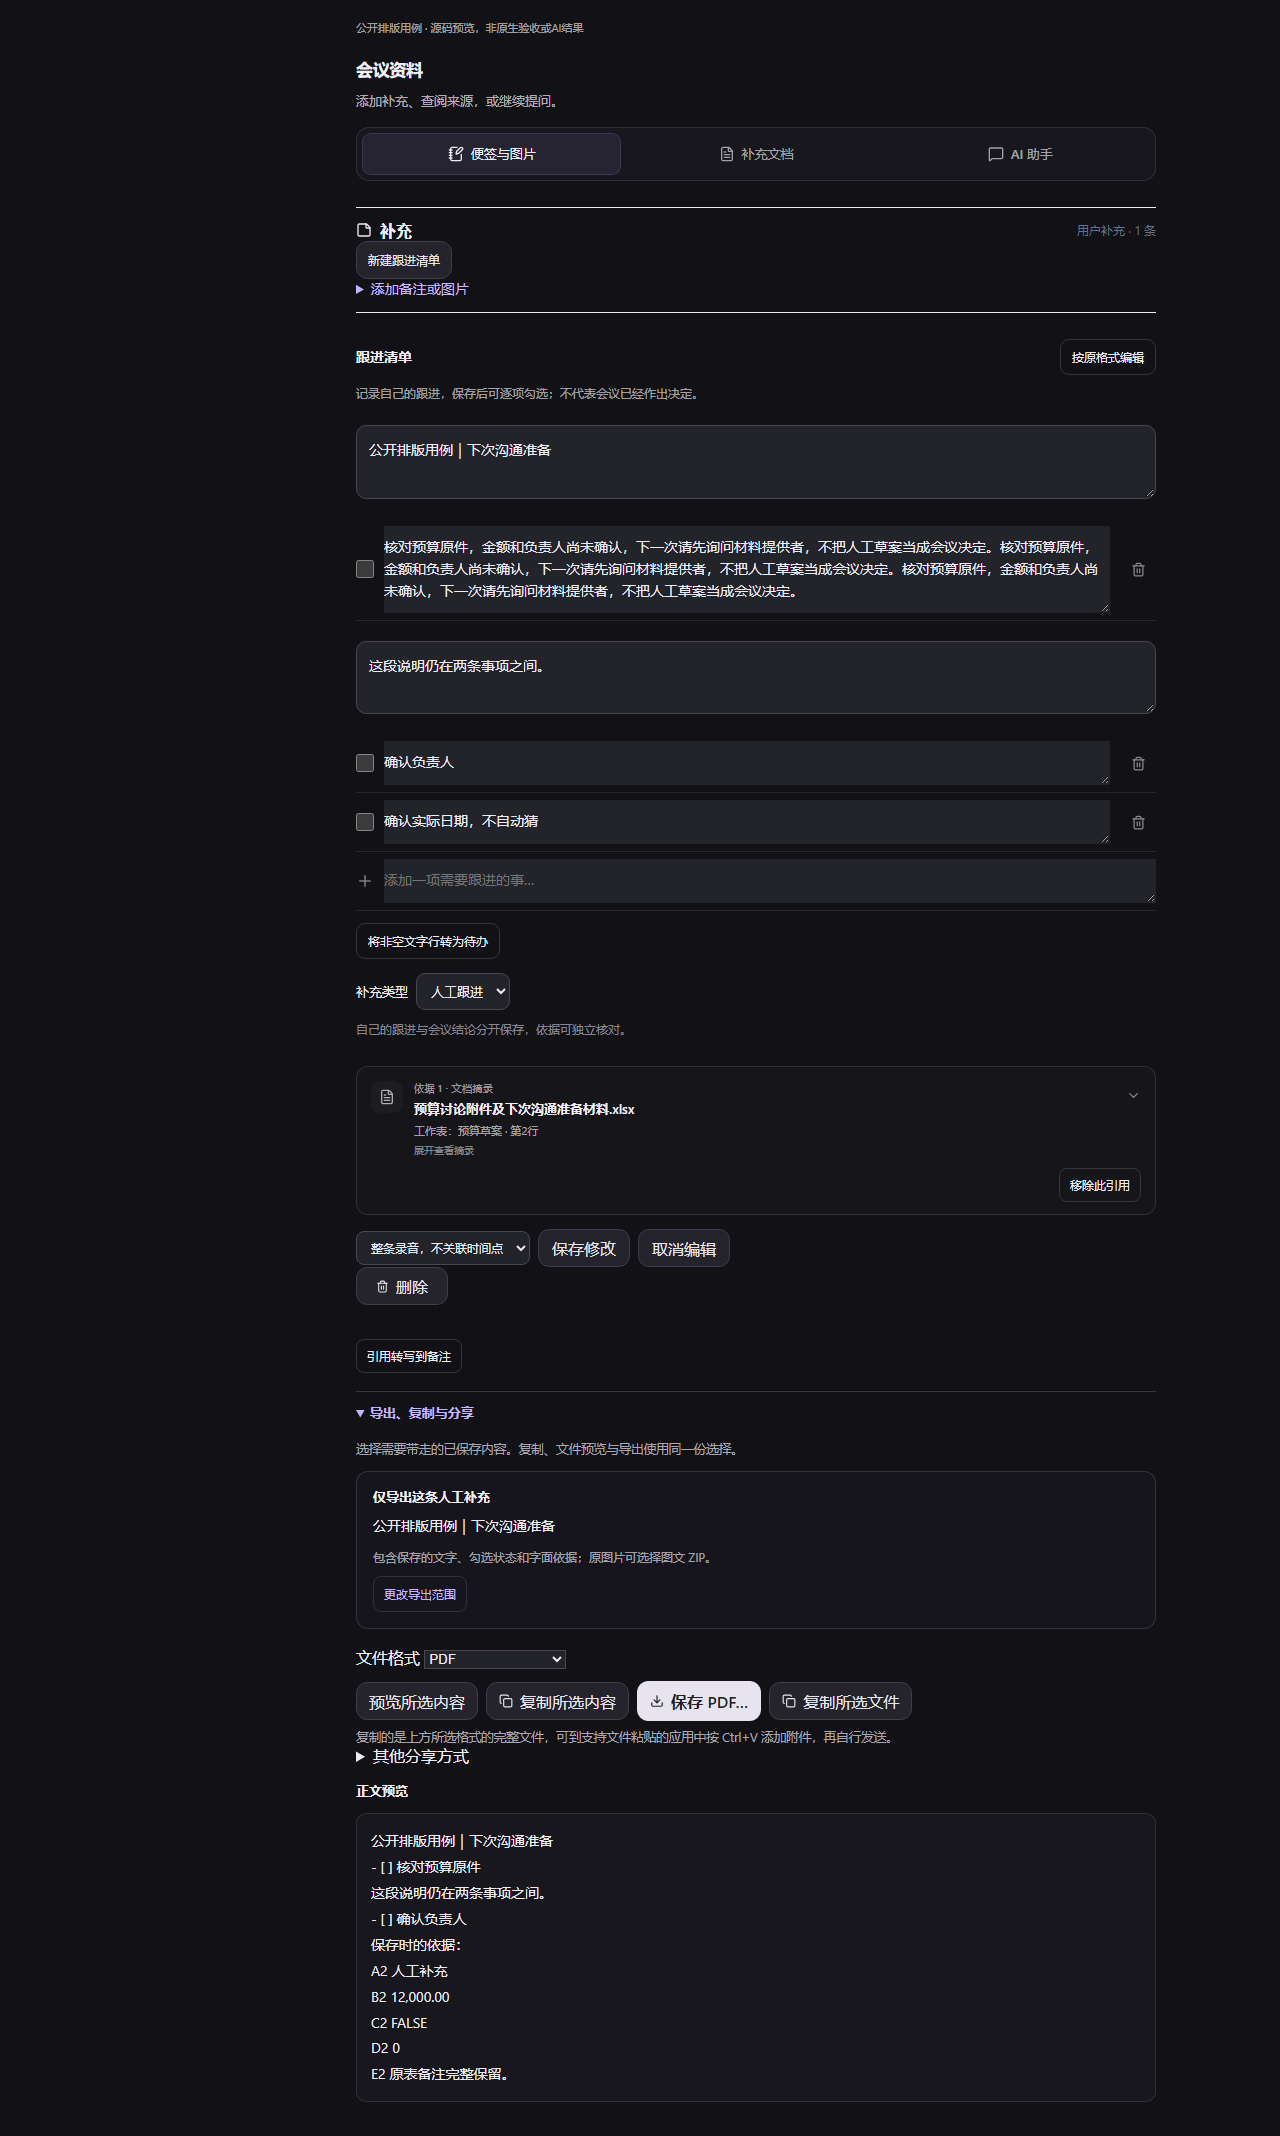 公开排版用例 · 源码预览，非原生验收或AI结果
会议资料
添加补充、查阅来源，或继续提问。
便签与图片
补充文档
AI 助手
补充
用户补充 · 1 条
新建跟进清单
添加备注或图片
跟进清单
按原格式编辑
记录自己的跟进，保存后可逐项勾选；不代表会议已经作出决定。
公开排版用例 | 下次沟通准备
核对预算原件，金额和负责人尚未确认，下一次请先询问材料提供者，不把人工草案当成会议决定。核对预算原件，
金额和负责人尚未确认，下一次请先询问材料提供者，不把人工草案当成会议决定。核对预算原件，金额和负责人尚
未确认，下一次请先询问材料提供者，不把人工草案当成会议决定。
这段说明仍在两条事项之间。
确认负责人
确认实际日期，不自动猜
添加一项需要跟进的事...
将非空文字行转为待办
补充类型
人工跟进
自己的跟进与会议结论分开保存，依据可独立核对。
依据 1 · 文档摘录
预算讨论附件及下次沟通准备材料.xlsx
工作表：预算草案 · 第2行
展开查看摘录
移除此引用
整条录音，不关联时间点
保存修改
取消编辑
删除
引用转写到备注
导出、复制与分享
选择需要带走的已保存内容。复制、文件预览与导出使用同一份选择。
仅导出这条人工补充
公开排版用例 | 下次沟通准备
包含保存的文字、勾选状态和字面依据；原图片可选择图文 ZIP。
更改导出范围
文件格式
PDF
预览所选内容
复制所选内容
保存 PDF...
复制所选文件
复制的是上方所选格式的完整文件，可到支持文件粘贴的应用中按 Ctrl+V 添加附件，再自行发送。
其他分享方式
正文预览
公开排版用例 | 下次沟通准备
- [ ] 核对预算原件
这段说明仍在两条事项之间。
- [ ] 确认负责人
保存时的依据：
A2 人工补充
B2 12,000.00
C2 FALSE
D2 0
E2 原表备注完整保留。